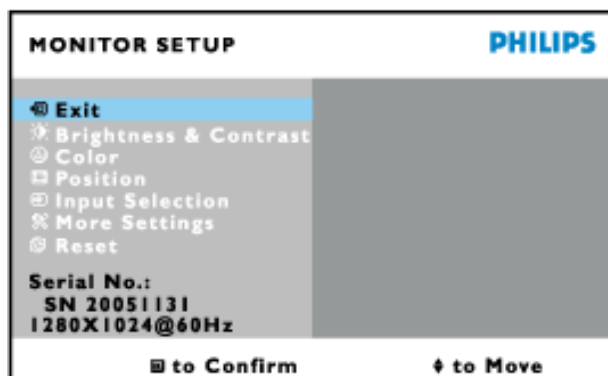 MONITOR SETUP PHILIPS
Exit
Brightness & Contrast
Color
Position
Input Selection
More Settings
Reset
Serial No.:
SN 20051131
1280X1024@60Hz
to Confirm to Move